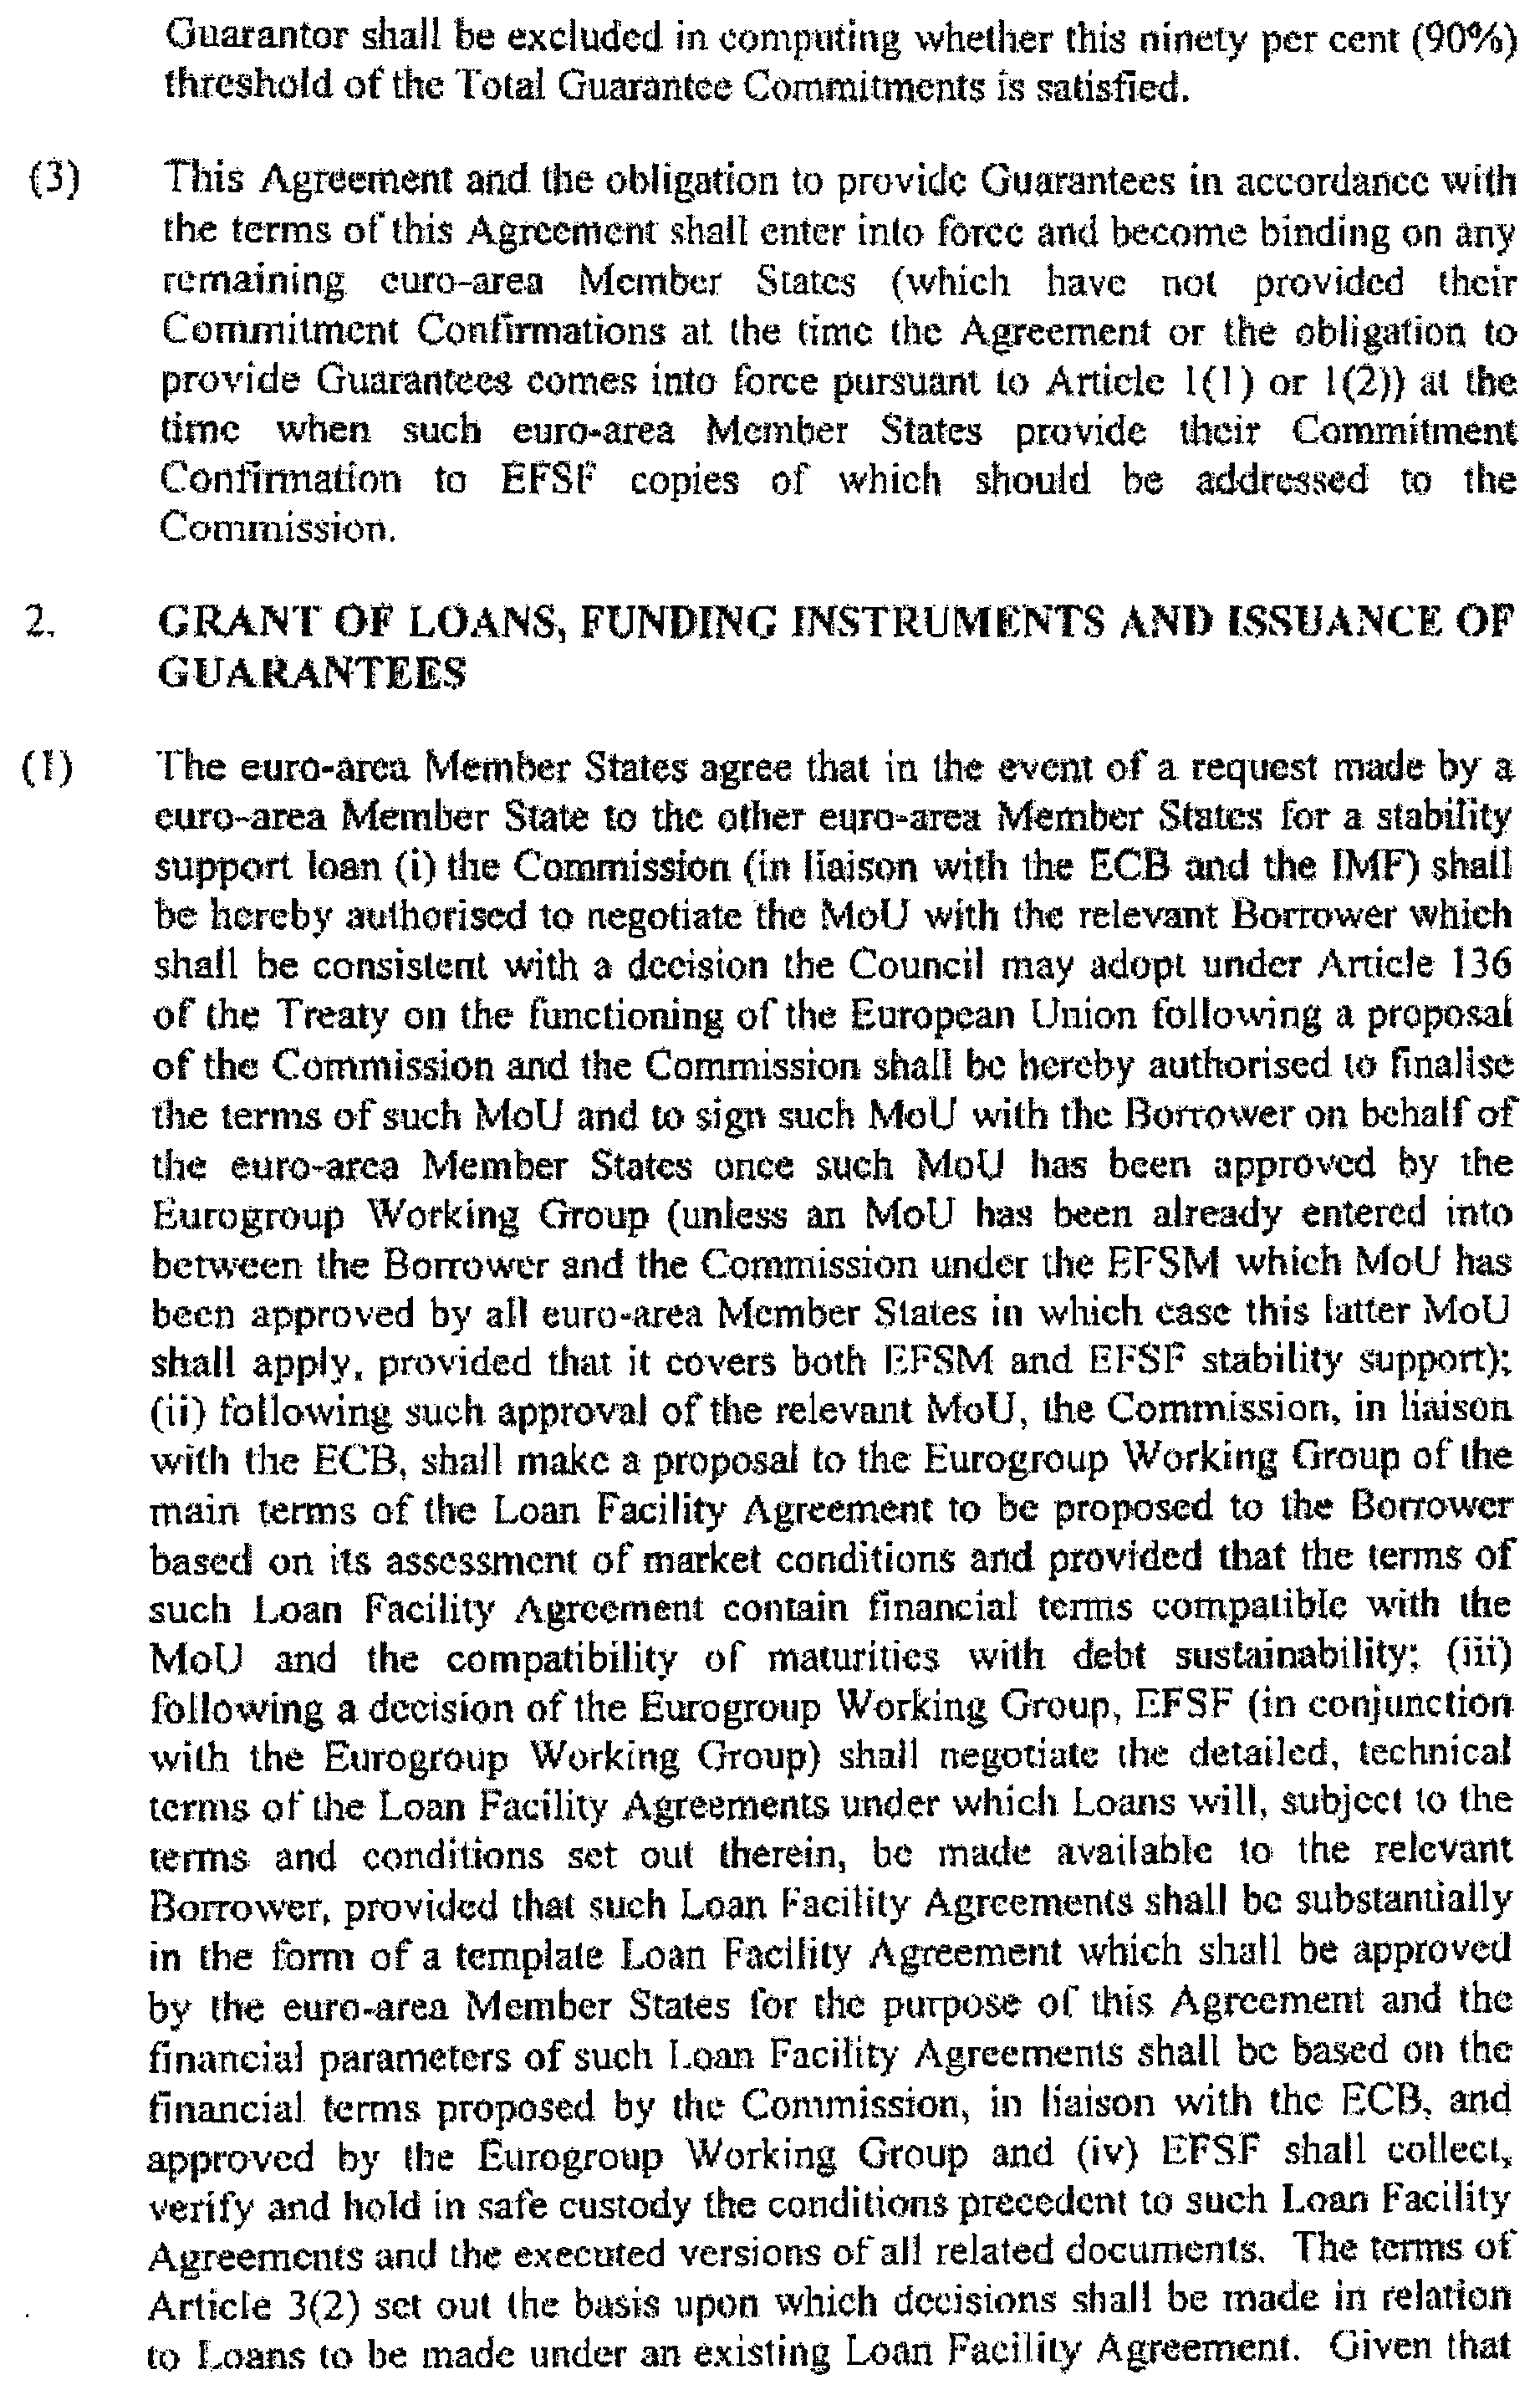 Guarantor shall be excluded in computing whether this ninety per cent (90%)
threshold of the Total Guarantee Commitments is satisfied.
(3) This Agreement and the obligation to provide Guarantees in accordance with
the terms of this Agreement shall enter into force and become binding on any
remaining euro-area Member States (which have not provided their
Commitment Confirmations at the time the Agreement or the obligation to
provide Guarantees comes into force pursuant to Article 1(1) or 1(2)) at the
time when such euro-area Member States provide their Commitment
Confirmation to EFSF copies of which should be addressed to the
Commission.
2. GRANT OF LOANS, FUNDING INSTRUMENTS AND ISSUANCE OF
GUARANTEES
(1) The euro-area Member States agree that in the event of a request made by a
euro-area Member State to the other euro-area Member States for a stability
support loan (i) the Commission (in liaison with the ECB and the IMF) shall
be hereby authorised to negotiate the MoU with the relevant Borrower which
shall be consistent with a decision the Council may adopt under Article 136
of the Treaty on the functioning of the European Union following a proposal
of the Commission and the Commission shall be hereby authorised to finalise
the terms of such MoU and to sign such MoU with the Borrower on behalf of
the euro-area Member States once such MoU has been approved by the
Eurogroup Working Group (unless an MoU has been already entered into
between the Borrower and the Commission under the EFSM which MoU has
been approved by all euro-area Member States in which case this latter MoU
shall apply, provided that it covers both EFSM and EFSF stability support);
(ii) following such approval of the relevant MoU, the Commission, in liaison
with the ECB, shall make a proposal to the Eurogroup Working Group of the
main terms of the Loan Facility Agreement to be proposed to the Borrower
based on its assessment of market conditions and provided that the terms of
such Loan Facility Agreement contain financial terms compatible with the
MoU and the compatibility of maturities with debt sustainability; (iii)
following a decision of the Eurogroup Working Group, EFSF (in conjunction
with the Eurogroup Working Group) shall negotiate the detailed, technical
terms of the Loan Facility Agreements under which Loans will, subject to the
terms and conditions set out therein, be made available to the relevant
Borrower, provided that such Loan Facility Agreements shall be substantially
in the form of a template Loan Facility Agreement which shall be approved
by the euro-area Member States for the purpose of this Agreement and the
financial parameters of such Loan Facility Agreements shall be based on the
financial terms proposed by the Commission, in liaison with the ECB, and
approved by the Eurogroup Working Group and (iv) EFSF shall collect,
verify and hold in safe custody the conditions precedent to such Loan Facility
Agreements and the executed versions of all related documents. The terms of
Article 3(2) set out the basis upon which decisions shall be made in relation
to Loans to be made under an existing Loan Facility Agreement. Given that